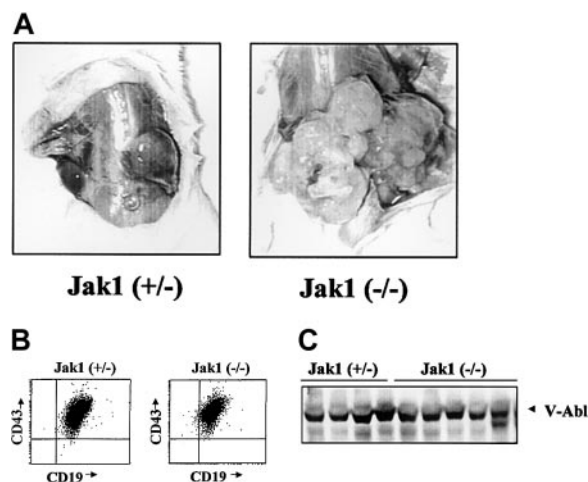 A
Jak1 (+/-)
Jak1 (-/-)
B
Jak1 (+/-)
Jak1 (-/-)
CD43→
CD43→
CD19→
CD19→
C
Jak1 (+/-)
Jak1 (-/-)
◄ V-Abl